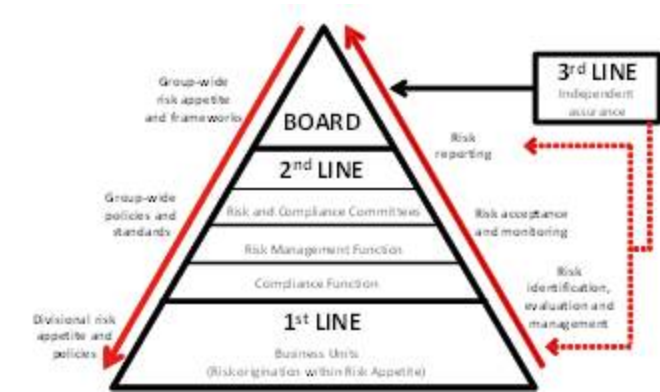 Group-wide
risk appetite
and frameworks
BOARD
3rd LINE
Independent
assurance
Risk
reporting
2nd LINE
Risk and Compliance Committees
Risk Management Function
Compliance Function
Group-wide
policies and
standards
Risk acceptance
and monitoring
Risk
identification,
evaluation and
management
Divisional risk
appetite and
policies
1st LINE
Business Units
(Risk origination within Risk Appetite)